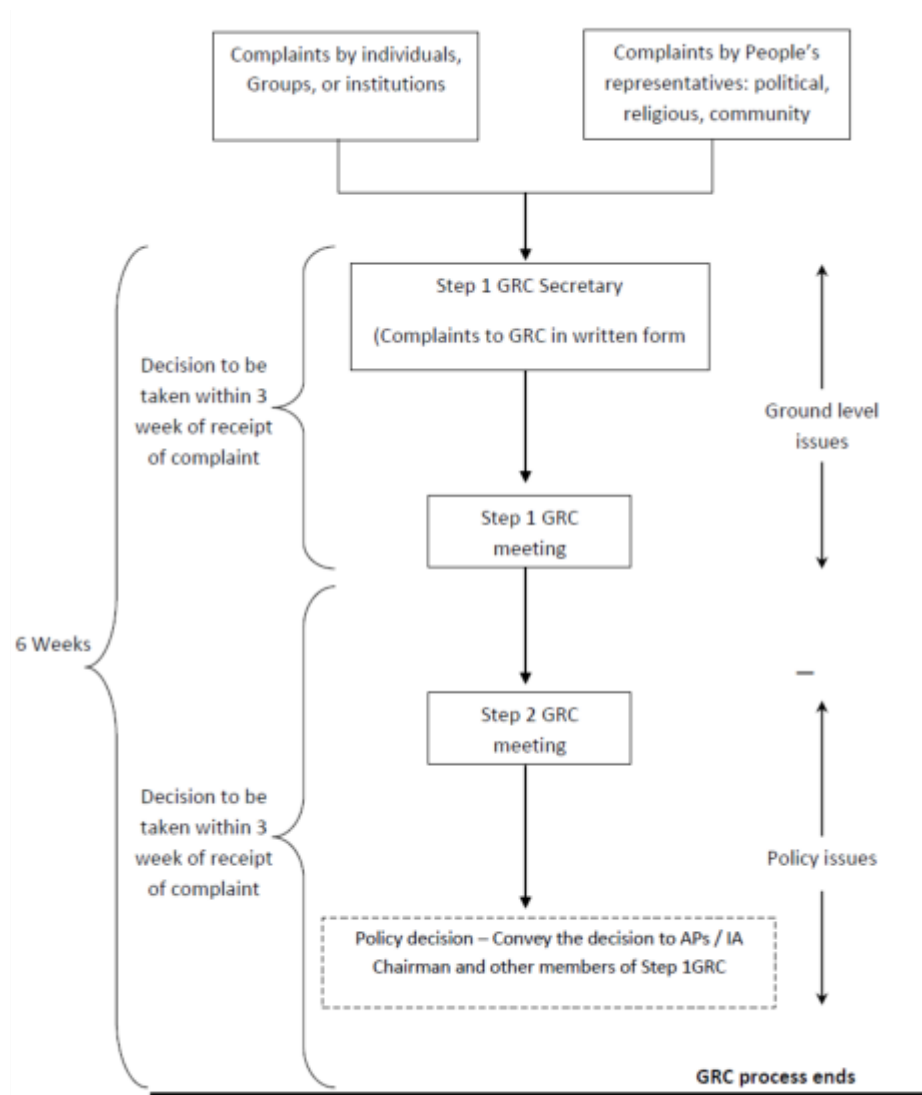 Complaints by individuals,
Groups, or institutions
Complaints by People's
representatives: political,
religious, community
Step 1 GRC Secretary
(Complaints to GRC in written form
Decision to be
taken within 3
week of receipt
of complaint
Ground level
issues
Step 1 GRC
meeting
6 Weeks
Step 2 GRC
meeting
Decision to be
taken within 3
week of receipt
of complaint
Policy issues
Policy decision – Convey the decision to APs / IA
Chairman and other members of Step 1GRC
GRC process ends